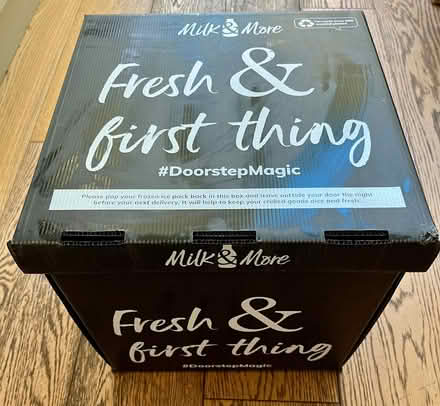 Milk & More
Fresh &
first thing
#DoorstepMagic
Please pop your frozen ice pack back in this box and leave outside your door the night
before your next delivery. It will help to keep your chilled goods nice and fresh.
Milk & More
Fresh &
first thing
#DoorstepMagic